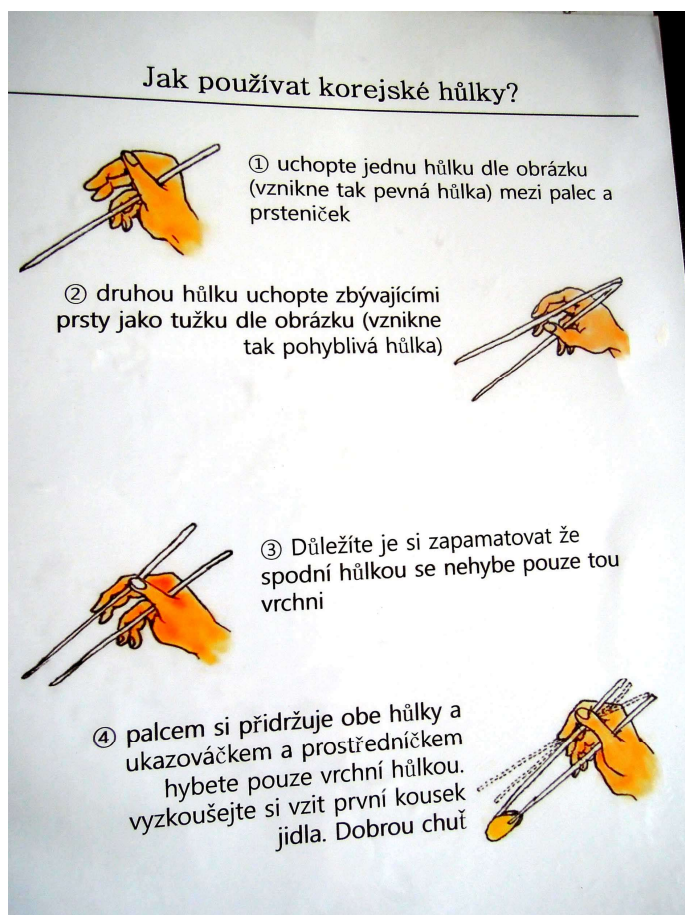 Jak používat korejské hůlky?
① uchopte jednu hůlku dle obrázku
(vznikne tak pevná hůlka) mezi palec a
prsteniček
② druhou hůlku uchopte zbývajícími
prsty jako tužku dle obrázku (vznikne
tak pohyblivá hůlka)
③ Důležíte je si zapamatovat že
spodní hůlkou se nehybe pouze tou
vrchni
④ palcem si přidržuje obe hůlky a
ukazováčkem a prostředníčkem
hybete pouze vrchní hůlkou.
vyzkoušejte si vzit první kousek
jidla. Dobrou chuť